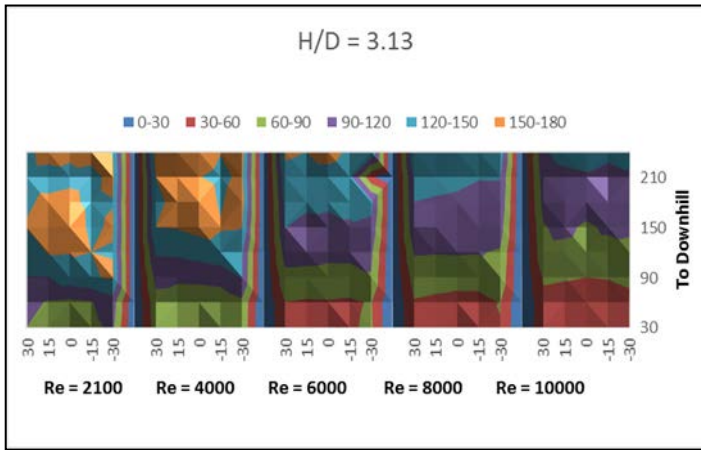 H/D = 3.13
0-30 30-60 60-90 90-120 120-150 150-180
210
150
90
30
To Downhill
30 15 0 -15 -30 30 15 0 -15 -30 30 15 0 -15 -30 30 15 0 -15 -30 30 15 0 -15 -30
Re = 2100 Re = 4000 Re = 6000 Re = 8000 Re = 10000